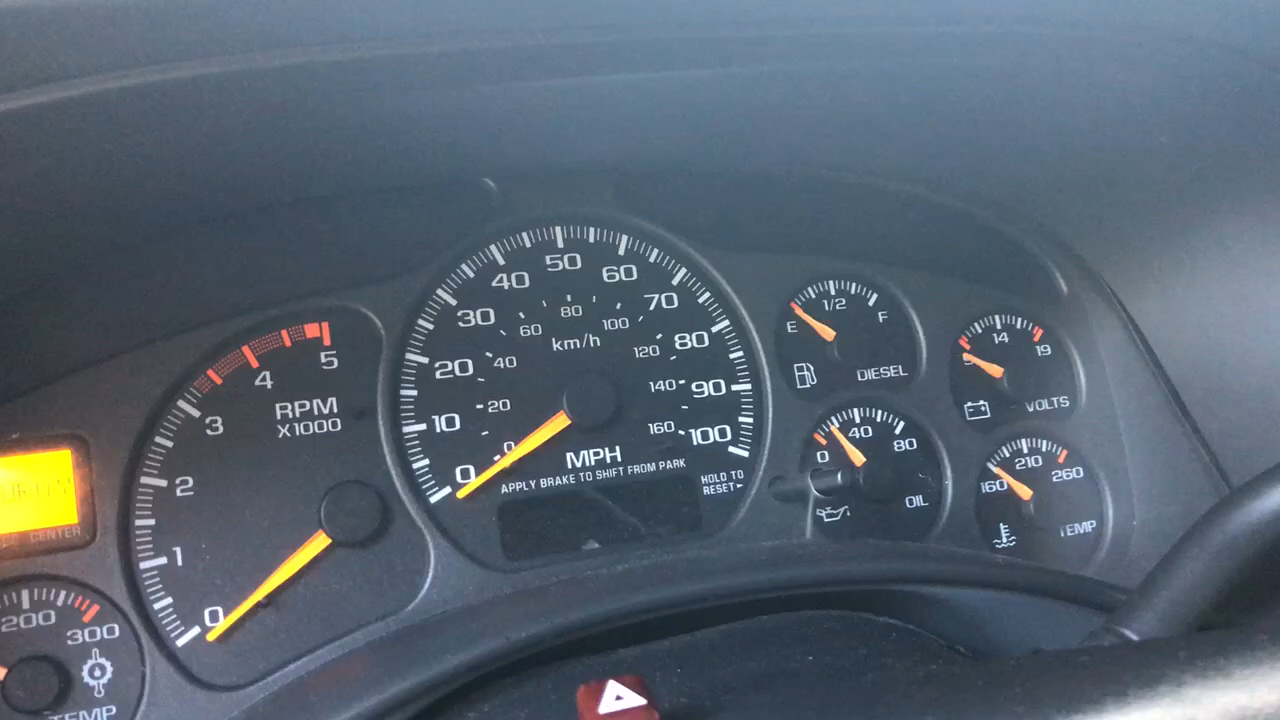 5
4
3
2
1
0
RPM
X1000
0
10
20
30
40
50
60
70
80
90
100
0
20
40
60
80
100
120
140
160
km/h
MPH
APPLY BRAKE TO SHIFT FROM PARK
HOLD TO
RESET
E
1/2
F
DIESEL
14
19
VOLTS
0
40
80
OIL
160
210
260
TEMP
CENTER
200
300
TEMP